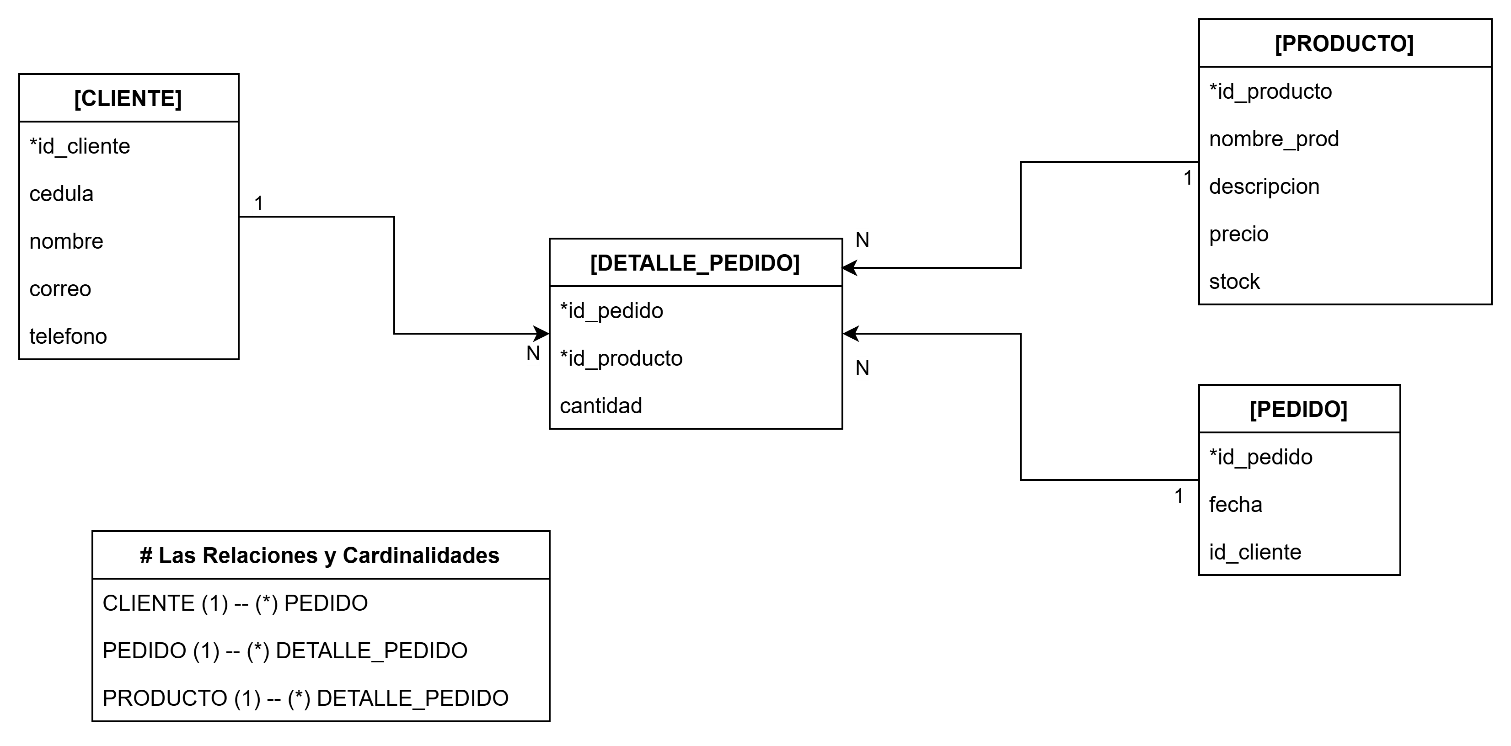 [CLIENTE]
*id_cliente
cedula
nombre
correo
telefono
1
N
[DETALLE_PEDIDO]
*id_pedido
*id_producto
cantidad
N
N
[PRODUCTO]
*id_producto
nombre_prod
descripcion
precio
stock
1
[PEDIDO]
*id_pedido
fecha
id_cliente
1
# Las Relaciones y Cardinalidades
CLIENTE (1) -- (*) PEDIDO
PEDIDO (1) -- (*) DETALLE_PEDIDO
PRODUCTO (1) -- (*) DETALLE_PEDIDO